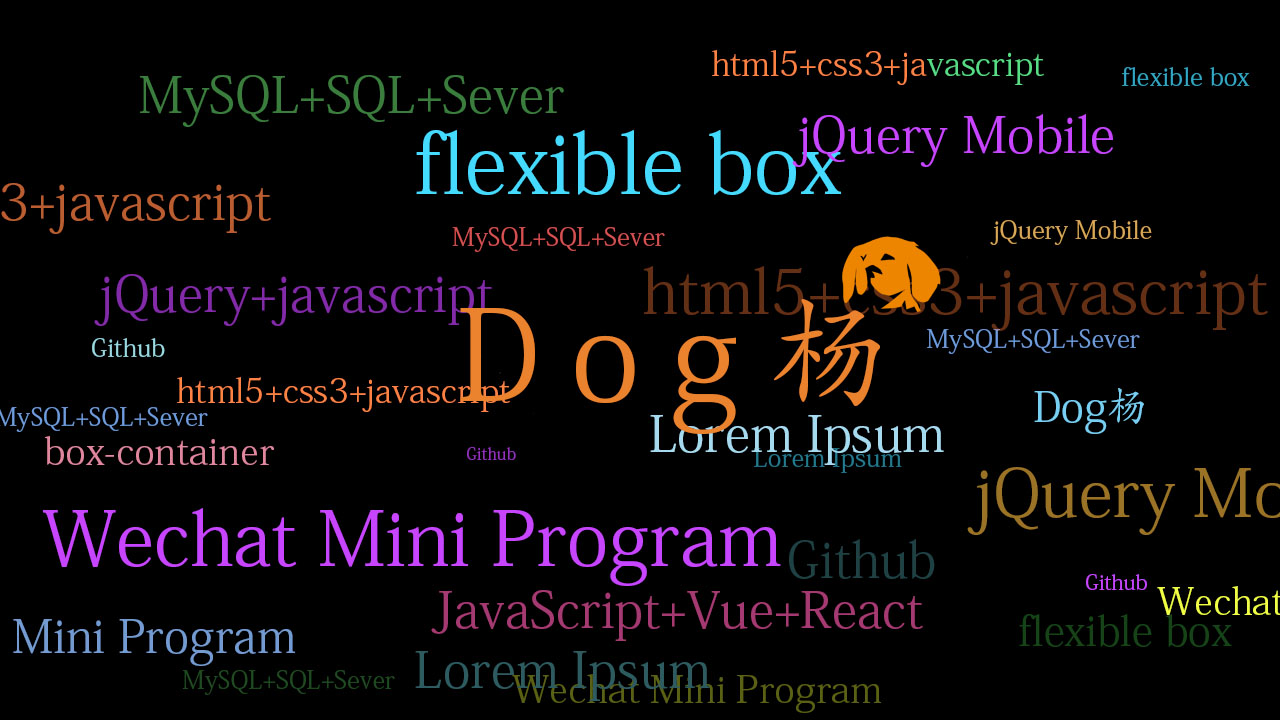 html5+css3+javascript
flexible box
MySQL+SQL+Sever
jQuery Mobile
flexible box
3+javascript
MySQL+SQL+Sever
jQuery Mobile
jQuery+javascript
html5+css3+javascript
Github
MySQL+SQL+Sever
Dog杨
html5+css3+javascript
MySQL+SQL+Sever
Dog杨
Lorem Ipsum
box-container
Github
Lorem Ipsum
jQuery Mo
Wechat Mini Program
Github
Github
Wechat
JavaScript+Vue+React
flexible box
Mini Program
Lorem Ipsum
MySQL+SQL+Sever
Wechat Mini Program